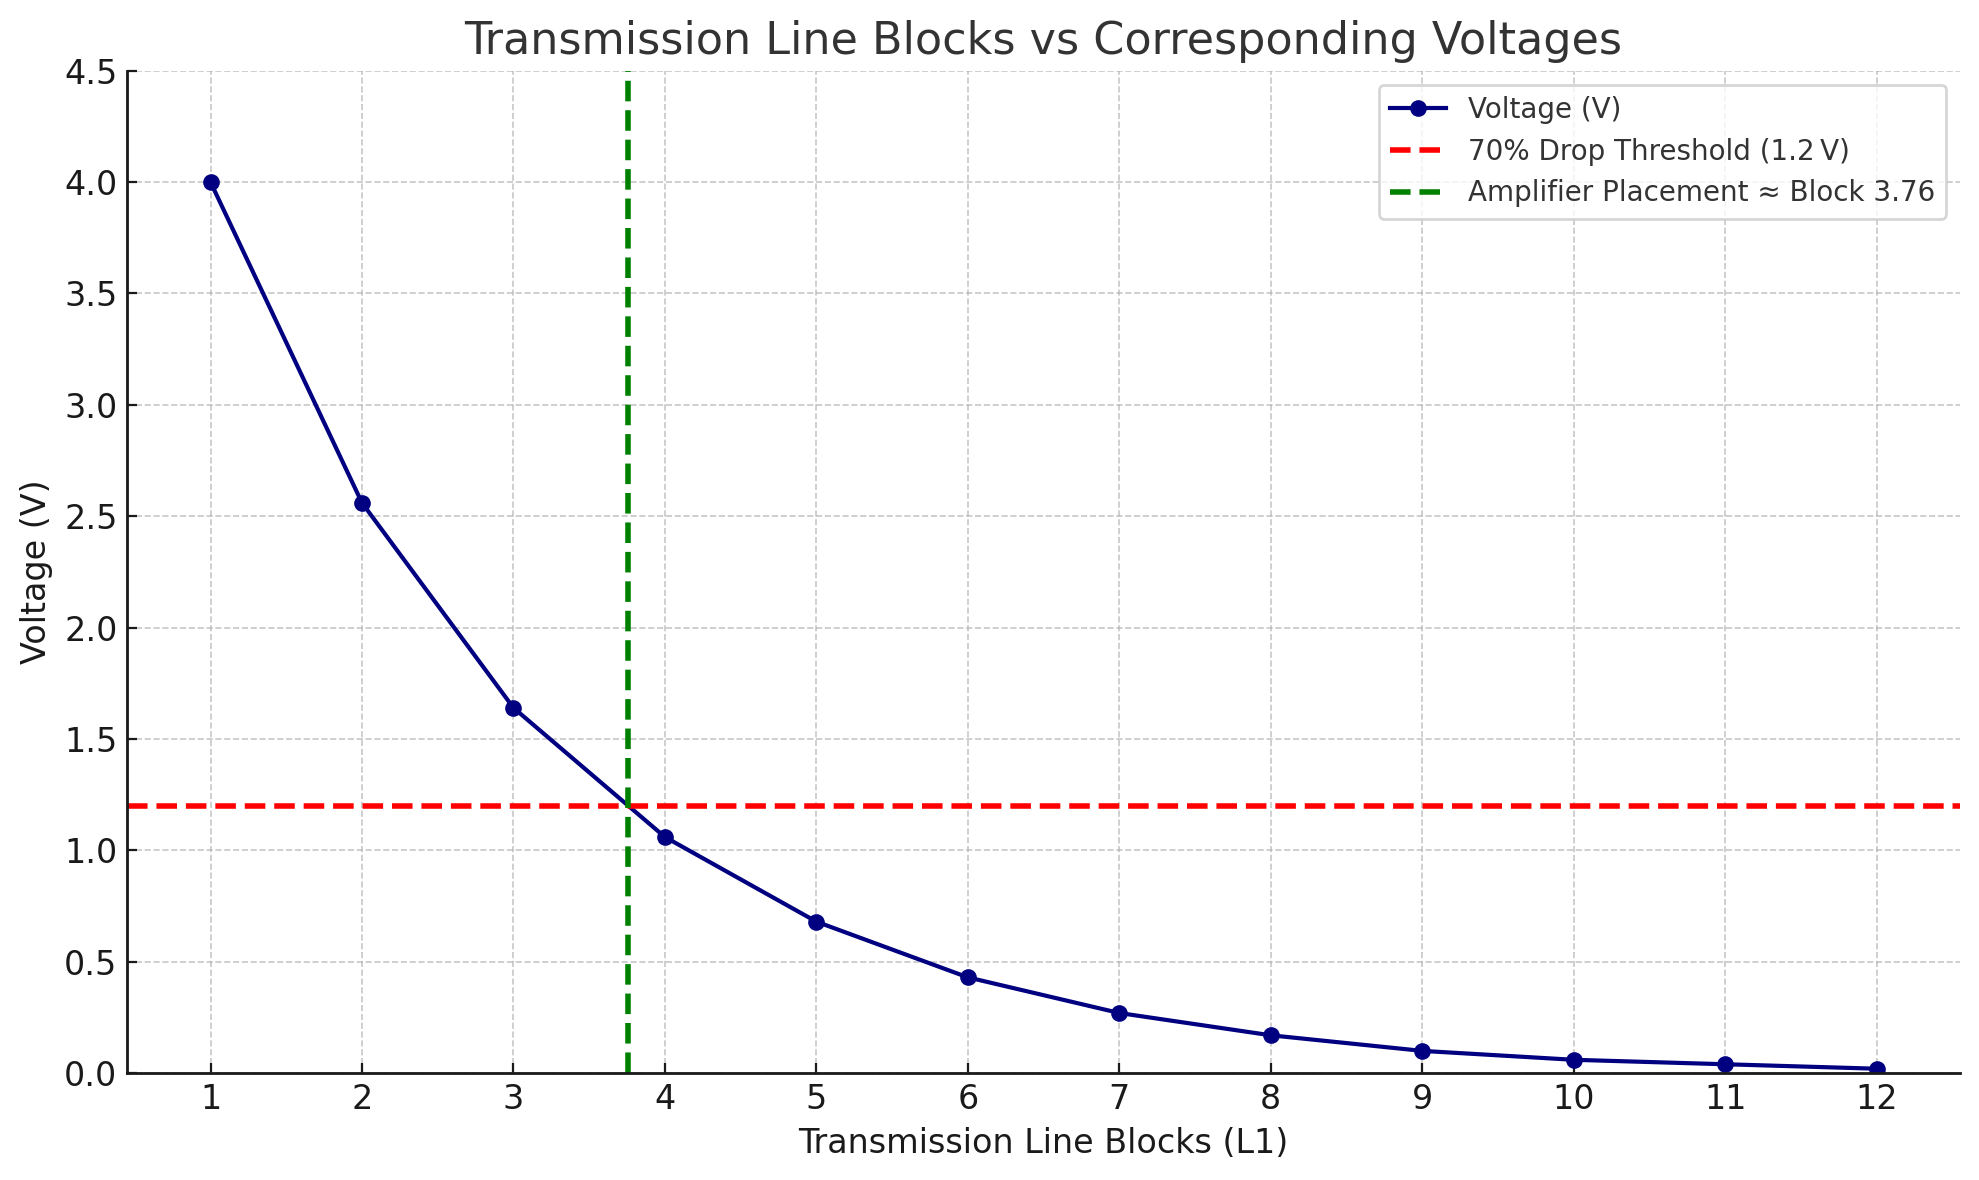 Transmission Line Blocks vs Corresponding Voltages
Voltage (V)
70% Drop Threshold (1.2 V)
Amplifier Placement ≈ Block 3.76
4.5
4.0
3.5
3.0
2.5
2.0
1.5
1.0
0.5
0.0
Voltage (V)
1 2 3 4 5 6 7 8 9 10 11 12
Transmission Line Blocks (L1)